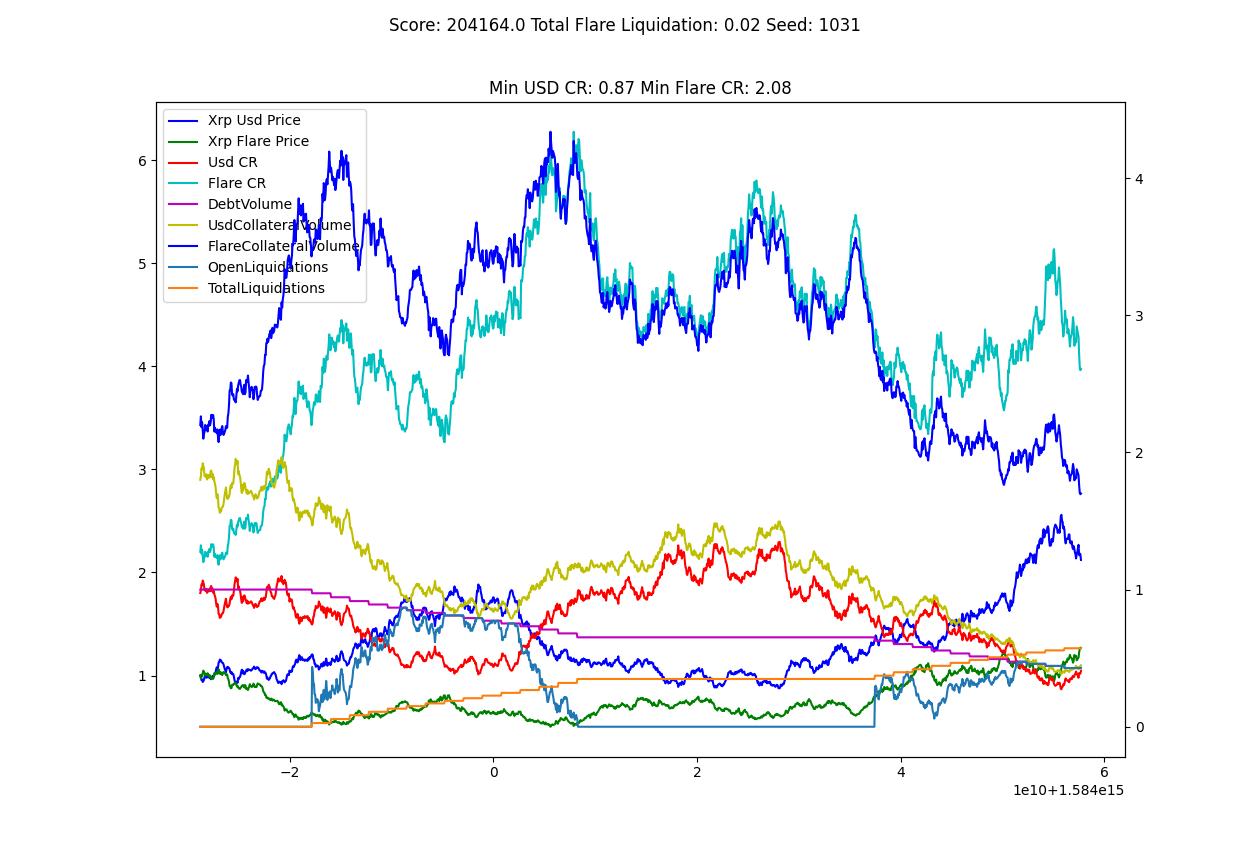 Score: 204164.0 Total Flare Liquidation: 0.02 Seed: 1031
Min USD CR: 0.87 Min Flare CR: 2.08
Xrp Usd Price
Xrp Flare Price
Usd CR
Flare CR
DebtVolume
UsdCollateralVolume
FlareCollateralVolume
OpenLiquidations
TotalLiquidations
6
5
4
3
2
1
4
3
2
1
0
−2
0
2
4
6
1e10+1.584e15